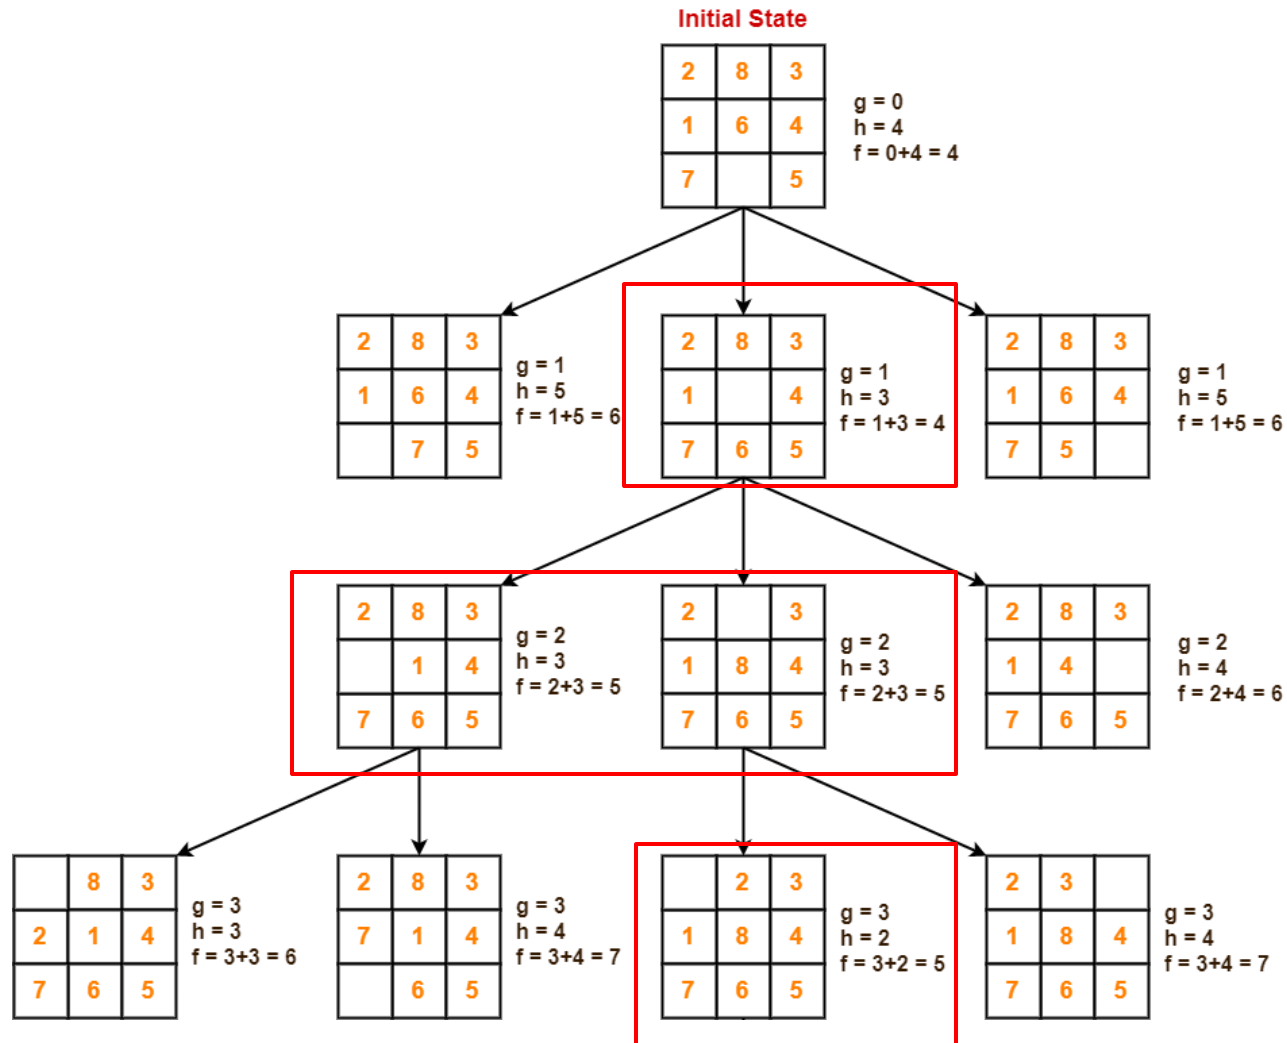 Initial State
2 8 3
1 6 4
7 5
g = 0
h = 4
f = 0+4 = 4
2 8 3
1 6 4
7 5
g = 1
h = 5
f = 1+5 = 6
2 8 3
1 4
7 6 5
g = 1
h = 3
f = 1+3 = 4
2 8 3
1 6 4
7 5
g = 1
h = 5
f = 1+5 = 6
2 8 3
1 4
7 6 5
g = 2
h = 3
f = 2+3 = 5
2 3
1 8 4
7 6 5
g = 2
h = 3
f = 2+3 = 5
2 8 3
1 4
7 6 5
g = 2
h = 4
f = 2+4 = 6
8 3
2 1 4
7 6 5
g = 3
h = 3
f = 3+3 = 6
2 8 3
7 1 4
6 5
g = 3
h = 4
f = 3+4 = 7
2 3
1 8 4
7 6 5
g = 3
h = 2
f = 3+2 = 5
2 3
1 8 4
7 6 5
g = 3
h = 4
f = 3+4 = 7